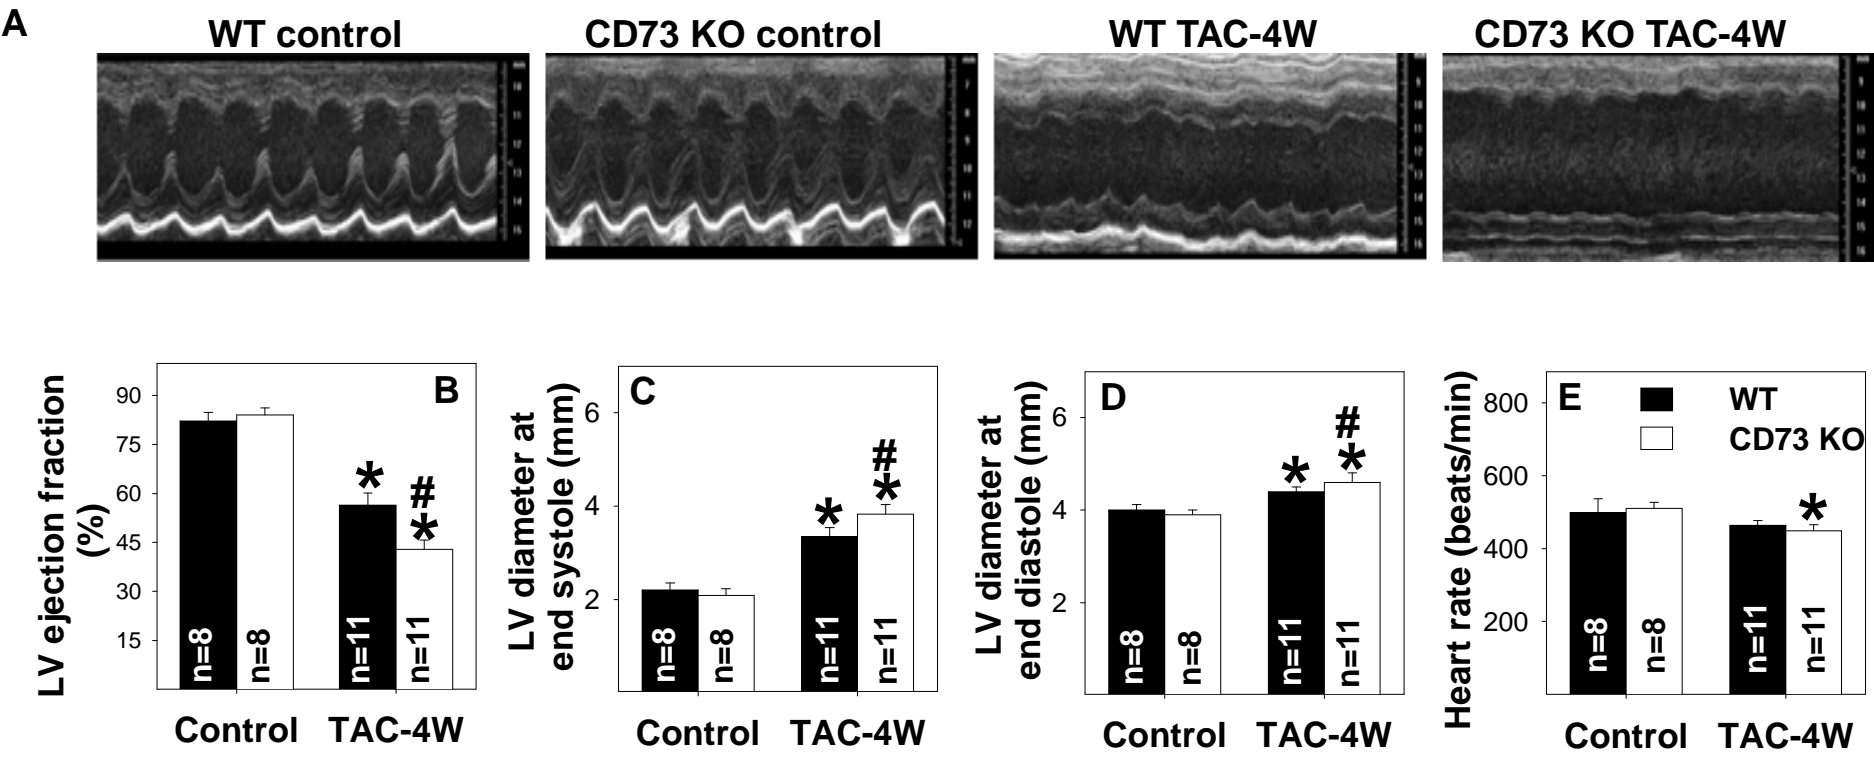 A
WT control
CD73 KO control
WT TAC-4W
CD73 KO TAC-4W
LV ejection fraction
(%)
90
75
60
45
30
15
B
*
#
*
n=8
n=8
n=11
n=11
Control
TAC-4W
LV diameter at
end systole (mm)
6
4
2
C
*
#
*
n=8
n=8
n=11
n=11
Control
TAC-4W
LV diameter at
end diastole (mm)
6
4
2
D
*
#
*
n=8
n=8
n=11
n=11
Control
TAC-4W
Heart rate (beats/min)
800
600
400
200
E
WT
CD73 KO
*
n=8
n=8
n=11
n=11
Control
TAC-4W